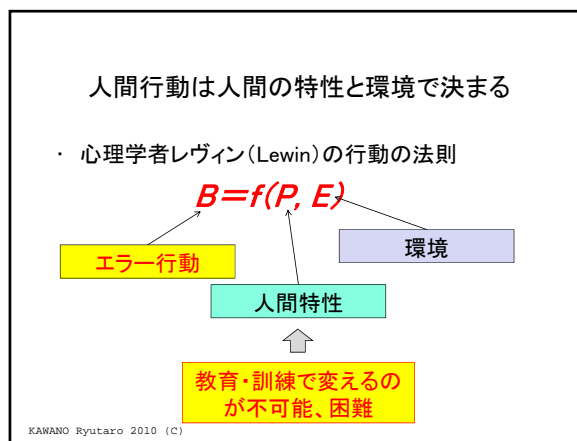 人間行動は人間の特性と環境で決まる
・ 心理学者レヴィン(Lewin)の行動の法則
B=f(P, E)
エラー行動
環境
人間特性
教育・訓練で変えるの
が不可能、困難
KAWANO Ryutaro 2010 (C)